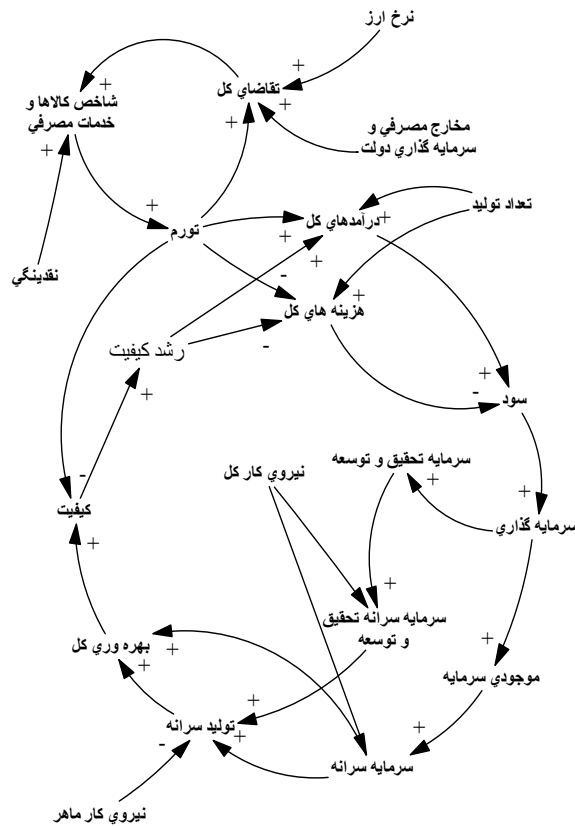 نرخ ارز
تقاضاي كل
شاخص كالاها و
خدمات مصرفي
مخارج مصرفي و
سرمايه گذاري دولت
تعداد توليد
درآمدهاي كل
تورم
نقدينگي
هزينه هاي كل
رشد كيفيت
سود
سرمايه تحقيق و توسعه
نيروي كار كل
كيفيت
سرمايه گذاري
سرمايه سرانه تحقيق
و توسعه
بهره وري كل
موجودي سرمايه
توليد سرانه
سرمايه سرانه
نيروي كار ماهر